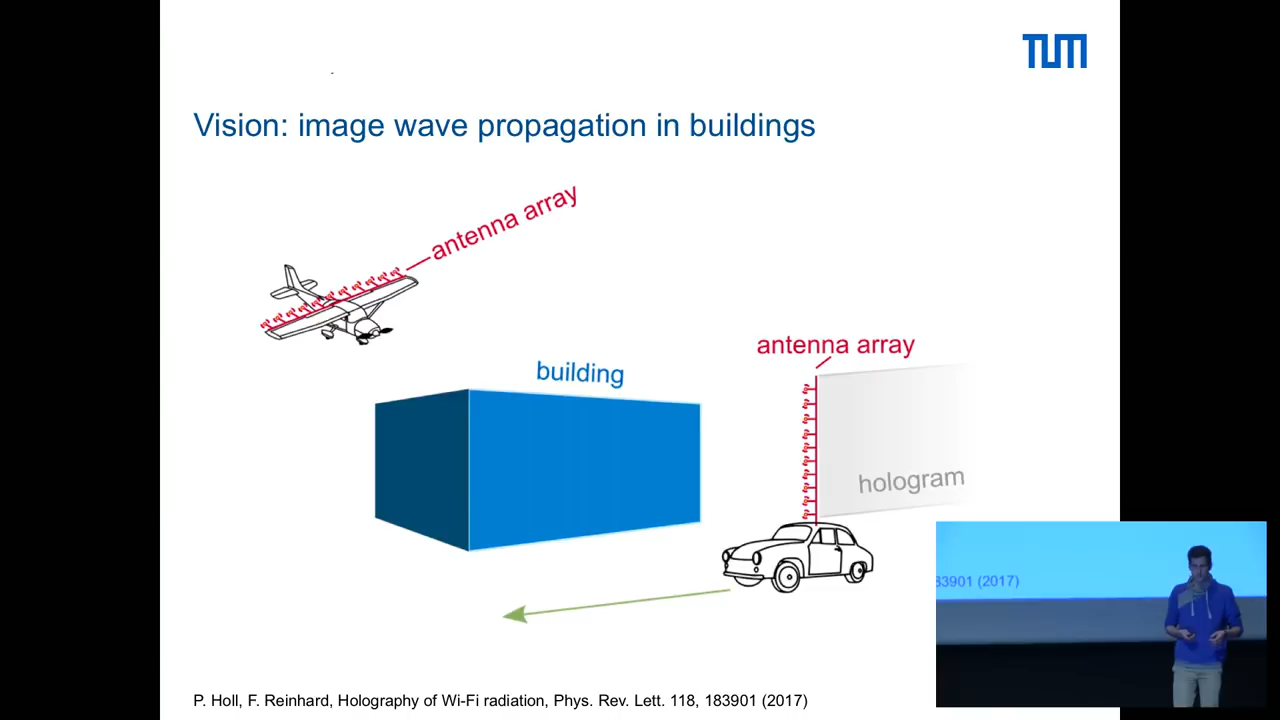 TUM
Vision: image wave propagation in buildings
antenna array
antenna array
building
hologram
83901 (2017)
P. Holl, F. Reinhard, Holography of Wi-Fi radiation, Phys. Rev. Lett. 118, 183901 (2017)